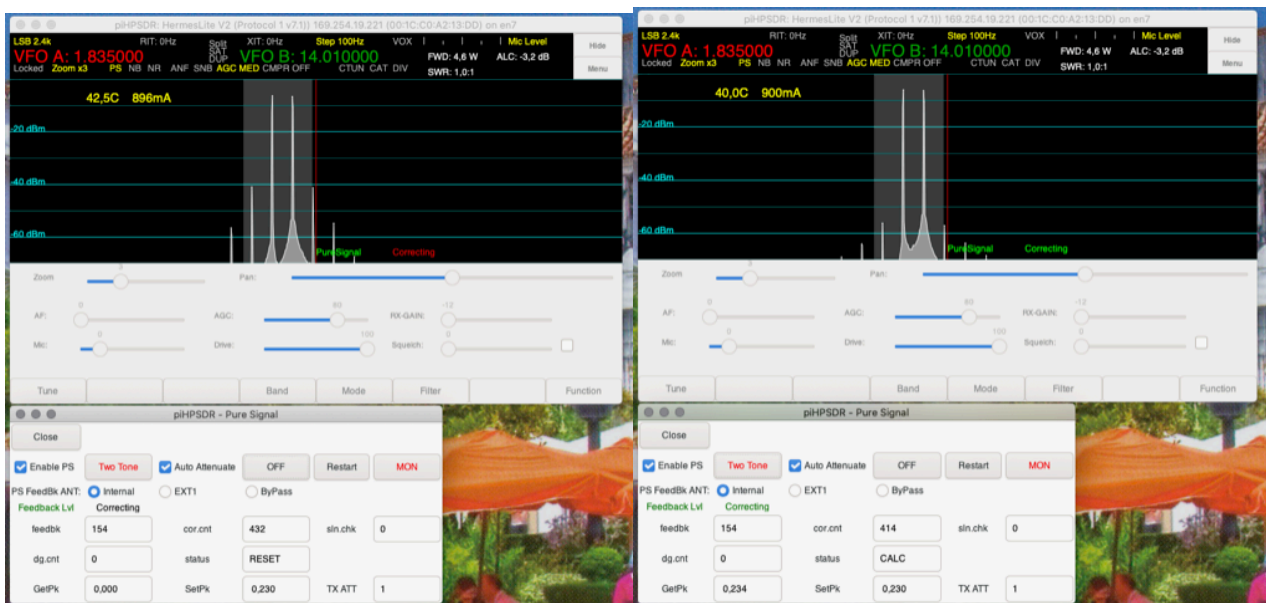 piHPSDR: HermesLite V2 (Protocol 1 v7.1)) 169.254.19.221 (00:1C:C0:A2:13:DD) on en7
LSB 2.4k RIT: 0Hz Split SAT DUP XIT: 0Hz Step 100Hz VOX Mic Level Hide
VFO A: 1.835000 VFO B: 14.010000 FWD: 4,6 W ALC: -3,2 dB
Locked Zoom x3 PS NB NR ANF SNB AGC MED CMPR OFF CTUN CAT DIV SWR: 1,0:1 Menu
42,5C 896mA
-20 dBm
-40 dBm
-60 dBm
PureSignal Correcting
Zoom 3 Pan:
AF: 0 AGC: 80 RX-GAIN: -12
Mic: 0 Drive: 100 Squelch: 0
Tune Band Mode Filter Function
piHPSDR - Pure Signal
Close
Enable PS Two Tone Auto Attenuate OFF Restart MON
PS FeedBk ANT: Internal EXT1 ByPass
Feedback Lvl Correcting
feedbk 154 cor.cnt 432 sln.chk 0
dg.cnt 0 status RESET
GetPk 0,000 SetPk 0,230 TX ATT 1
piHPSDR: HermesLite V2 (Protocol 1 v7.1)) 169.254.19.221 (00:1C:C0:A2:13:DD) on en7
LSB 2.4k RIT: 0Hz Split SAT DUP XIT: 0Hz Step 100Hz VOX Mic Level Hide
VFO A: 1.835000 VFO B: 14.010000 FWD: 4,6 W ALC: -3,2 dB
Locked Zoom x3 PS NB NR ANF SNB AGC MED CMPR OFF CTUN CAT DIV SWR: 1,0:1 Menu
40,0C 900mA
-20 dBm
-40 dBm
-60 dBm
PureSignal Correcting
Zoom 3 Pan:
AF: 0 AGC: 80 RX-GAIN: -12
Mic: 0 Drive: 100 Squelch: 0
Tune Band Mode Filter Function
piHPSDR - Pure Signal
Close
Enable PS Two Tone Auto Attenuate OFF Restart MON
PS FeedBk ANT: Internal EXT1 ByPass
Feedback Lvl Correcting
feedbk 154 cor.cnt 414 sln.chk 0
dg.cnt 0 status CALC
GetPk 0,234 SetPk 0,230 TX ATT 1